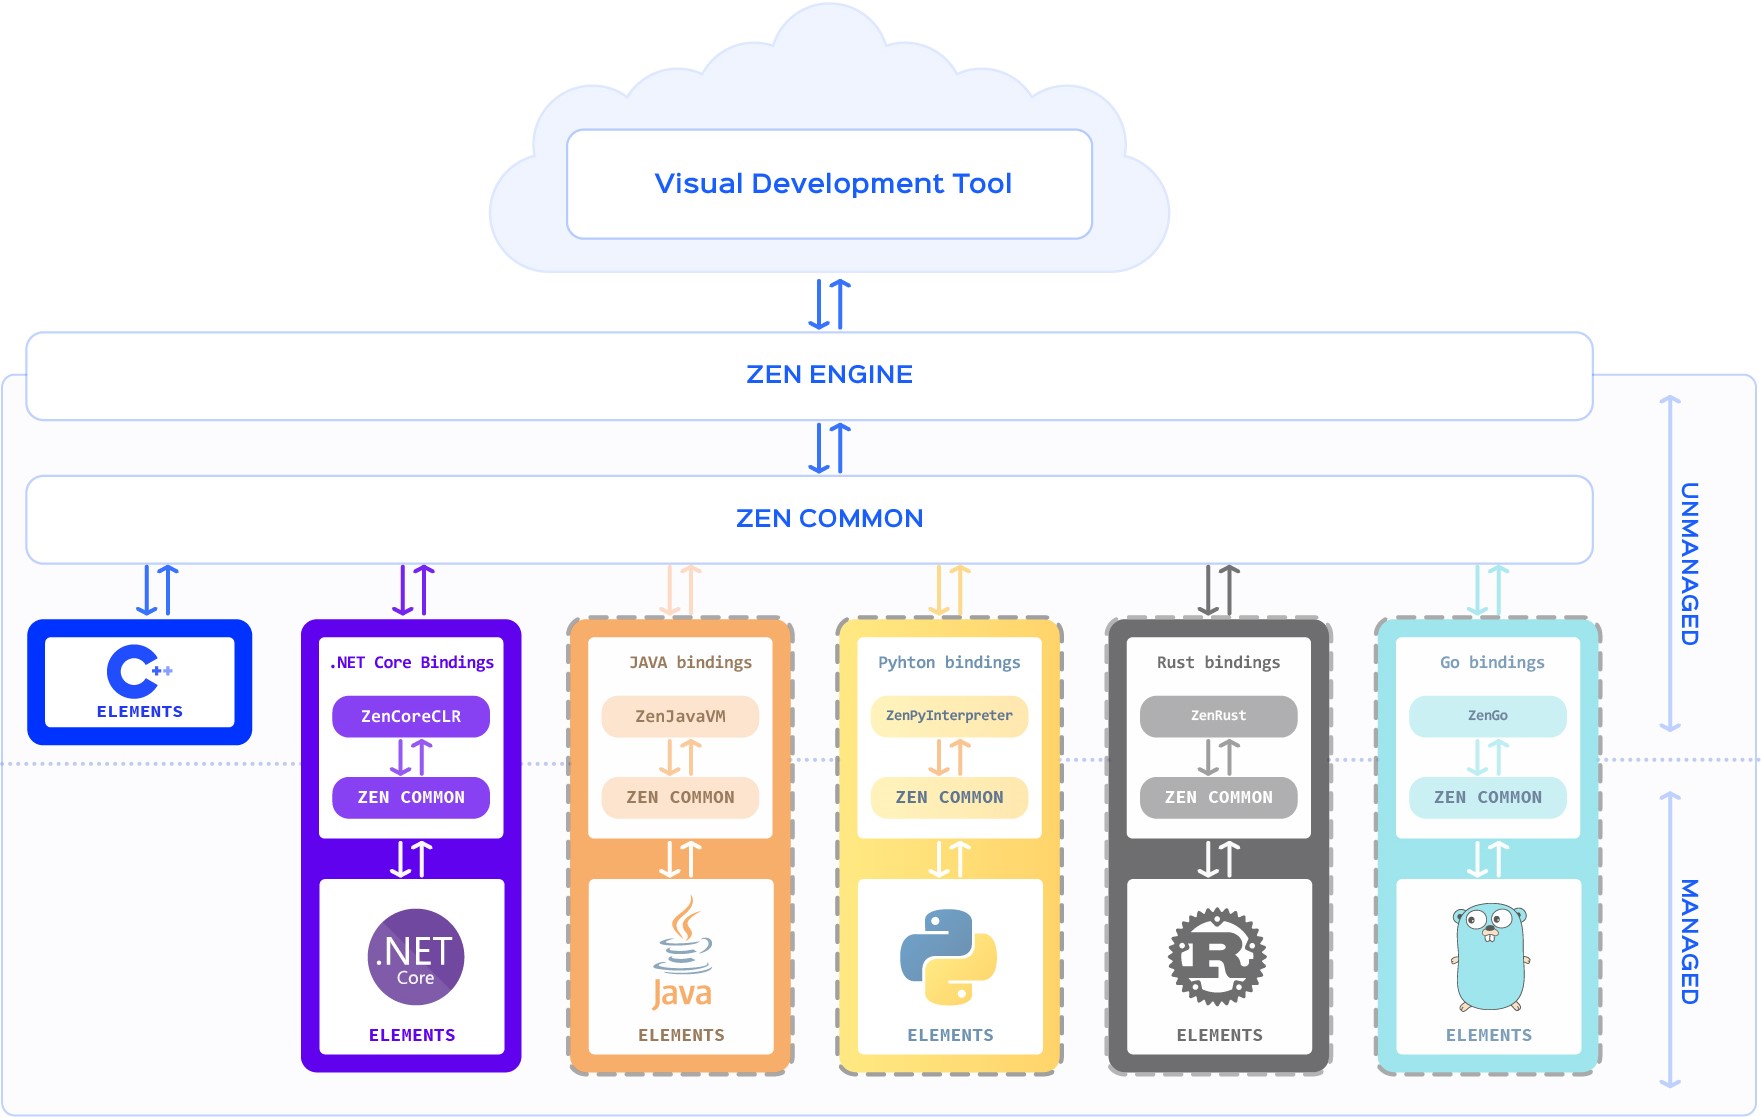 Visual Development Tool
ZEN ENGINE
ZEN COMMON
UNMANAGED
C++
ELEMENTS
.NET Core Bindings
ZenCoreCLR
ZEN COMMON
.NET
Core
ELEMENTS
JAVA bindings
ZenJavaVM
ZEN COMMON
Java
ELEMENTS
Pyhton bindings
ZenPyInterpreter
ZEN COMMON
ELEMENTS
Rust bindings
ZenRust
ZEN COMMON
R
ELEMENTS
Go bindings
ZenGo
ZEN COMMON
ELEMENTS
MANAGED